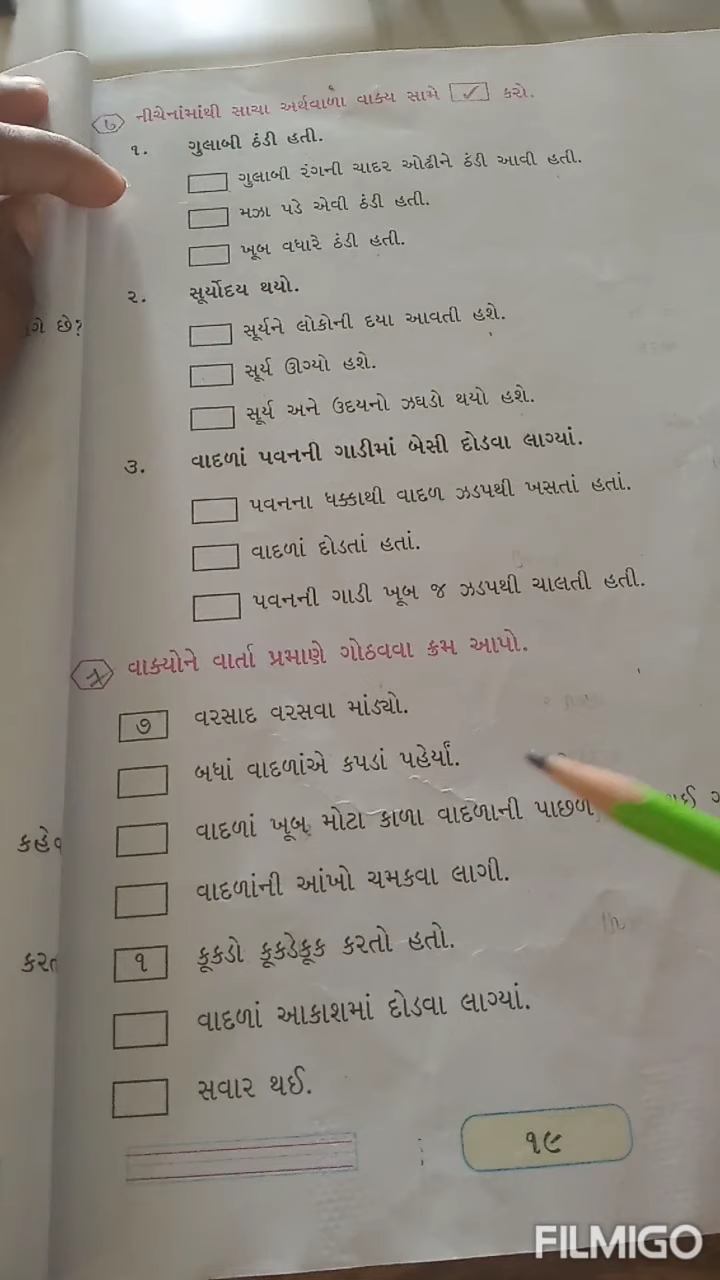 ૬ નીચેનાંમાંથી સાચા અર્થવાળા વાક્ય સામે ✓ કરો.
૧. ગુલાબી ઠંડી હતી.
ગુલાબી રંગની ચાદર ઓઢીને ઠંડી આવી હતી.
મઝા પડે એવી ઠંડી હતી.
ખૂબ વધારે ઠંડી હતી.
ગે છે?
૨. સૂર્યોદય થયો.
સૂર્યને લોકોની દયા આવતી હશે.
સૂર્ય ઊગ્યો હશે.
સૂર્ય અને ઉદયનો ઝઘડો થયો હશે.
૩. વાદળાં પવનની ગાડીમાં બેસી દોડવા લાગ્યાં.
પવનના ધક્કાથી વાદળ ઝડપથી ખસતાં હતાં.
વાદળાં દોડતાં હતાં.
પવનની ગાડી ખૂબ જ ઝડપથી ચાલતી હતી.
વાક્યોને વાર્તા પ્રમાણે ગોઠવવા ક્રમ આપો.
૭ વરસાદ વરસવા માંડ્યો.
બધાં વાદળાંએ કપડાં પહેર્યાં.
વાદળાં ખૂબ મોટા કાળા વાદળાની પાછળ
કહેવ
વાદળાંની આંખો ચમકવા લાગી.
૧ કૂકડો કૂકડેકૂક કરતો હતો.
કરત
વાદળાં આકાશમાં દોડવા લાગ્યાં.
સવાર થઈ.
૧૯
FILMIGO